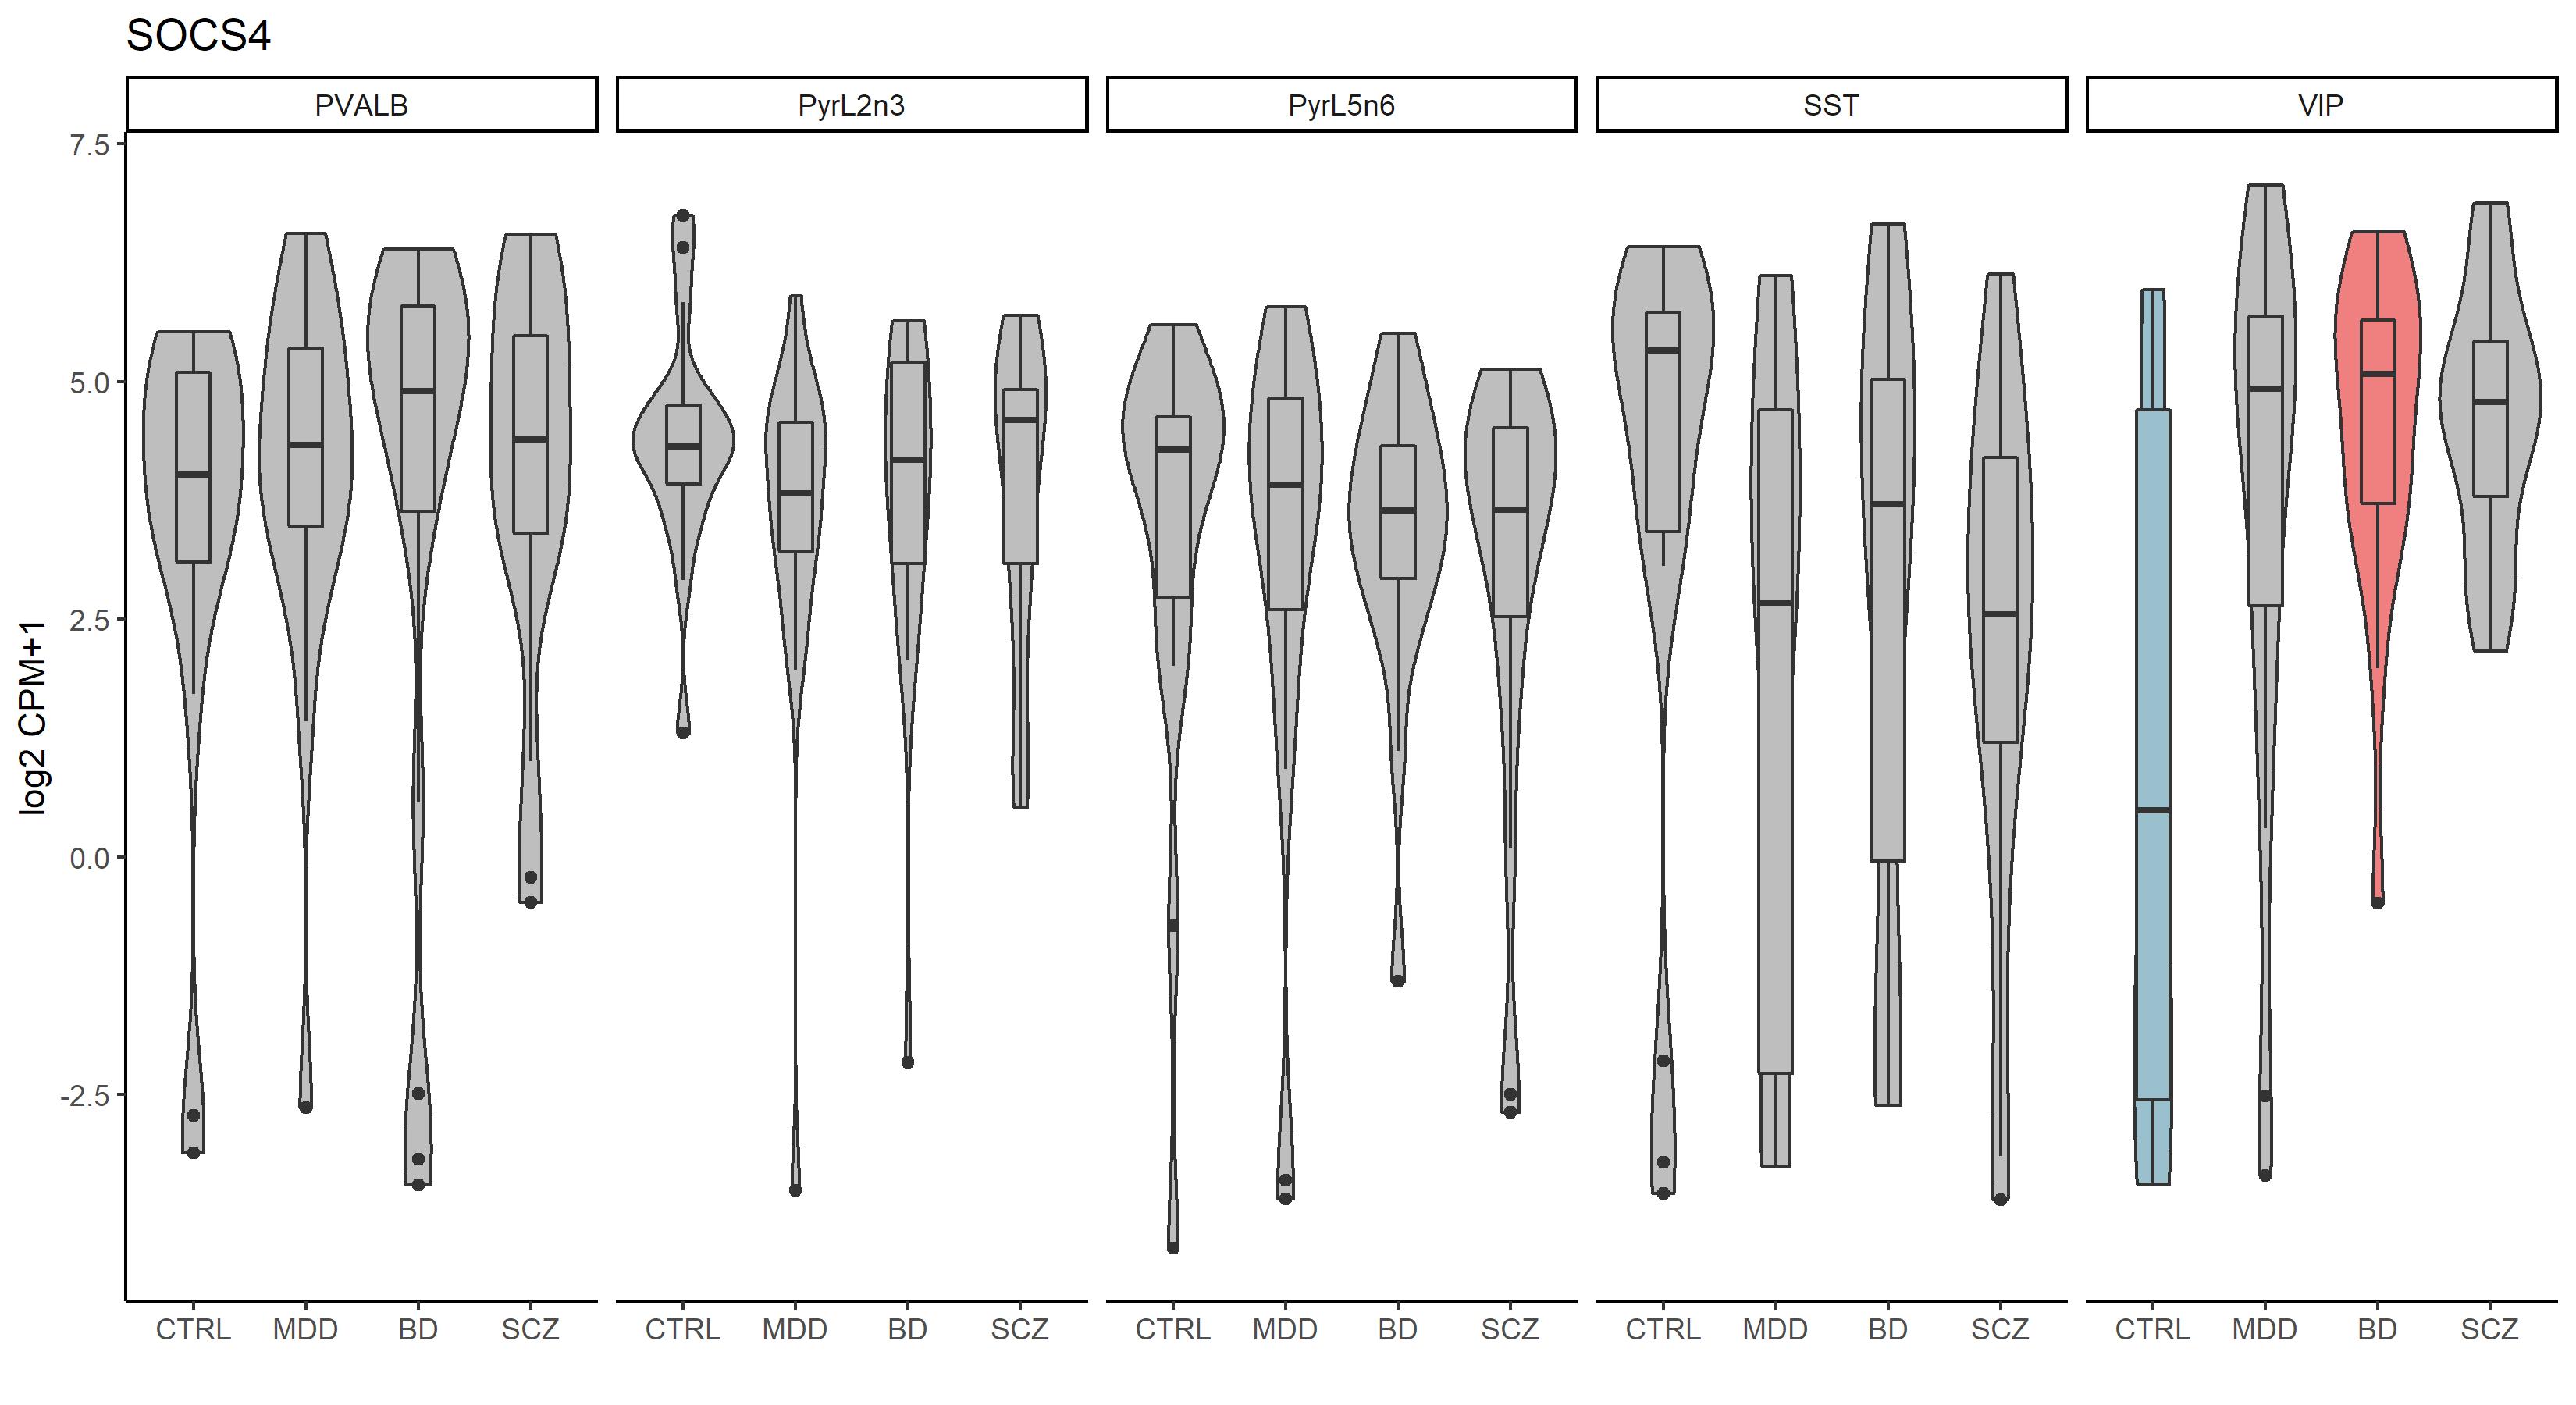 SOCS4
PVALB PyrL2n3 PyrL5n6 SST VIP
7.5
5.0
2.5
0.0
-2.5
log2 CPM+1
CTRL MDD BD SCZ CTRL MDD BD SCZ CTRL MDD BD SCZ CTRL MDD BD SCZ CTRL MDD BD SCZ